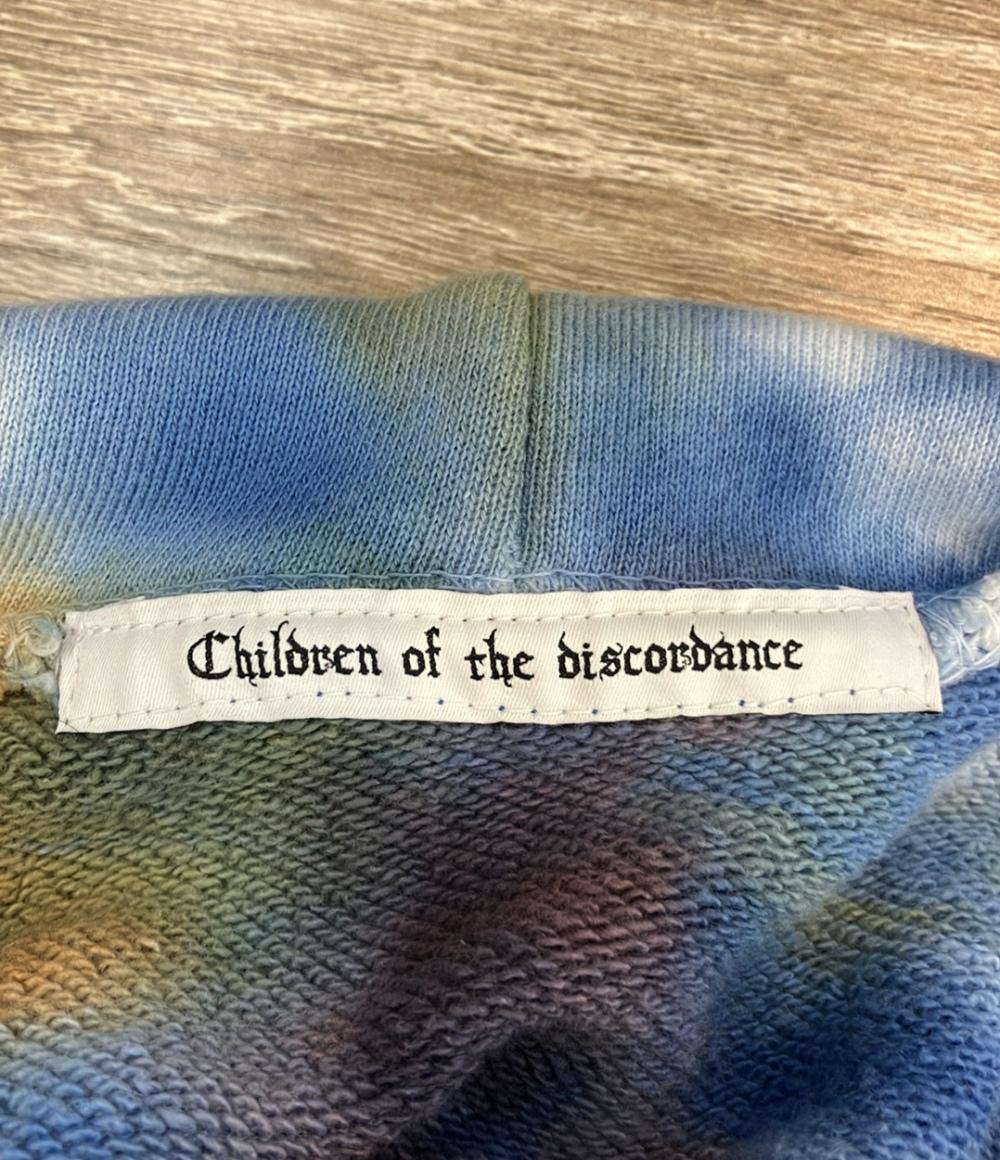 Children of the discordance